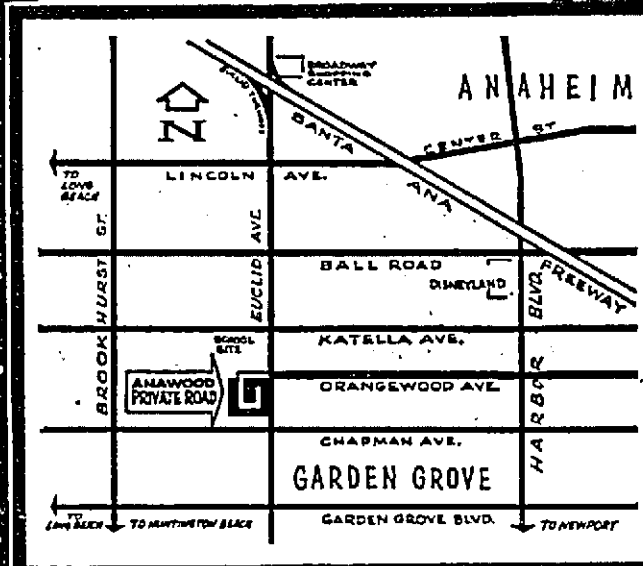 BROADWAY
SHOPPING
CENTER
ANAHEIM
N
SANTA ANA FREEWAY
CENTER ST
TO
LONG
BEACH
LINCOLN AVE.
BROOKHURST ST.
EUCLID AVE.
BALL ROAD
DISNEYLAND
HARBOR BLVD.
KATELLA AVE.
SCHOOL
SITE
ANAWOOD
PRIVATE ROAD
ORANGEWOOD AVE.
CHAPMAN AVE.
GARDEN GROVE
GARDEN GROVE BLVD.
TO
LONG BEACH
TO HUNTINGTON BEACH
TO NEWPORT